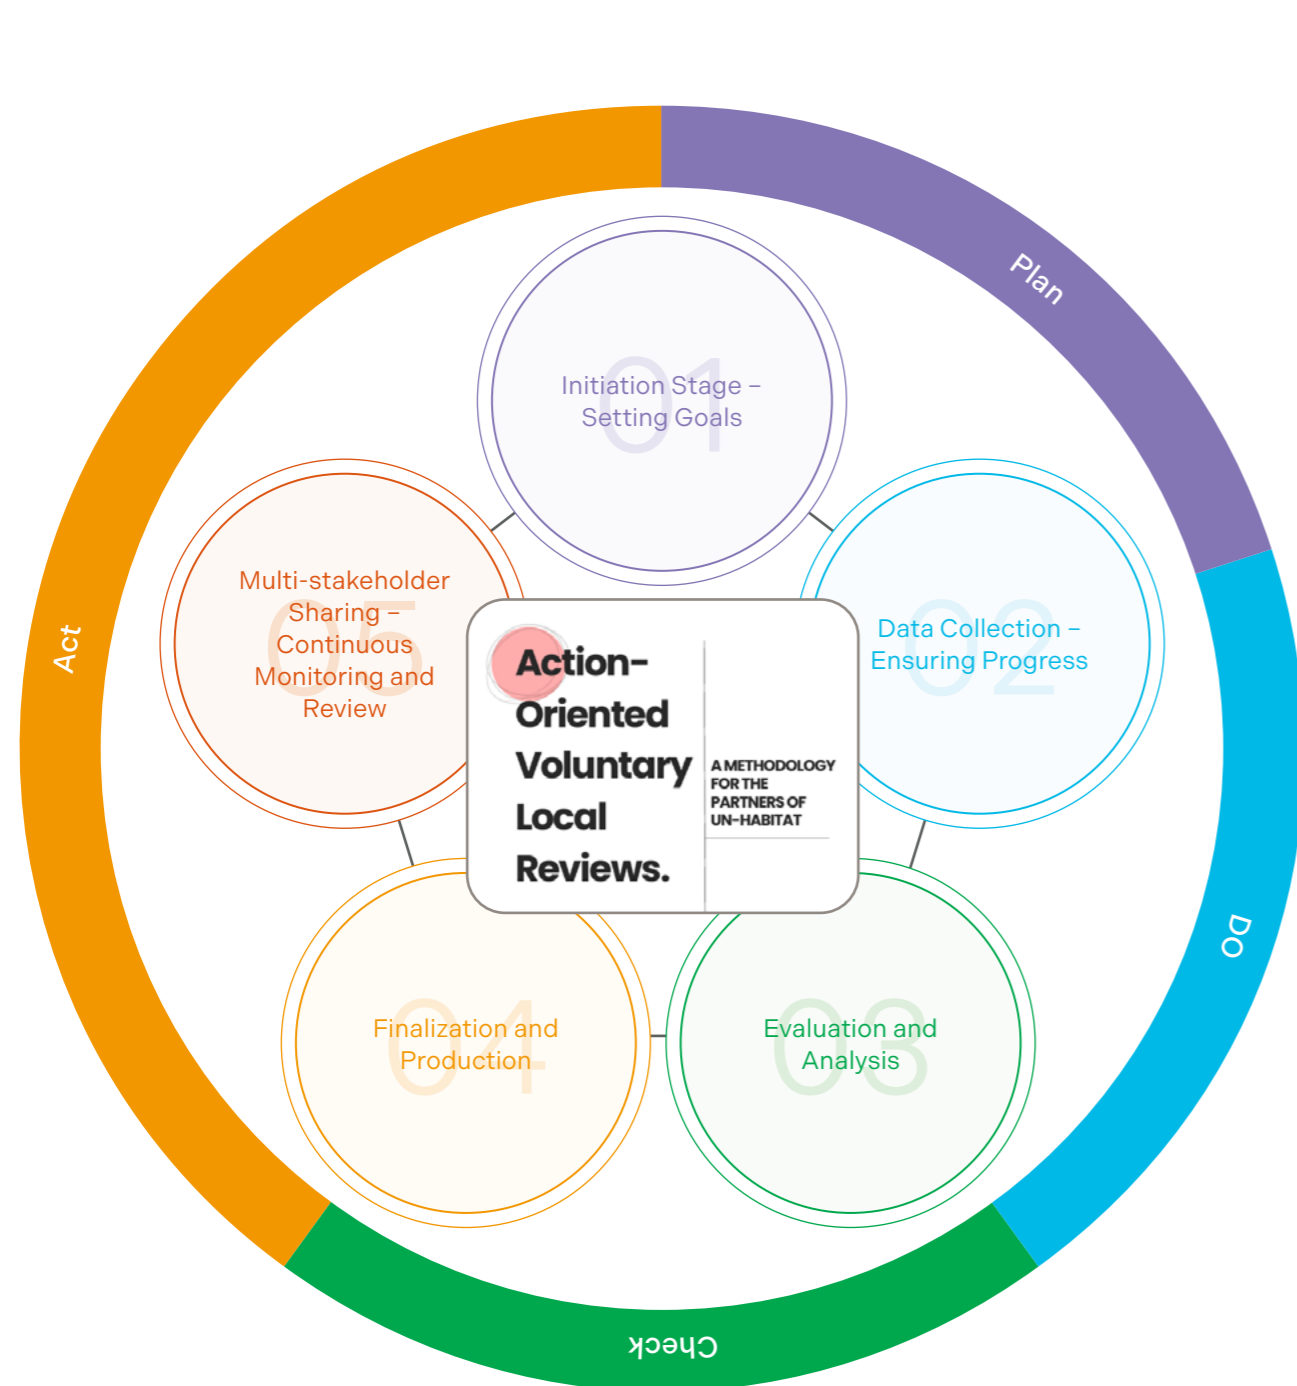 Plan
01
Initiation Stage –
Setting Goals
02
Data Collection –
Ensuring Progress
DO
03
Evaluation and
Analysis
Check
04
Finalization and
Production
05
Multi-stakeholder
Sharing –
Continuous
Monitoring and
Review
Act
Action-
Oriented
Voluntary
Local
Reviews.
A METHODOLOGY
FOR THE
PARTNERS OF
UN-HABITAT